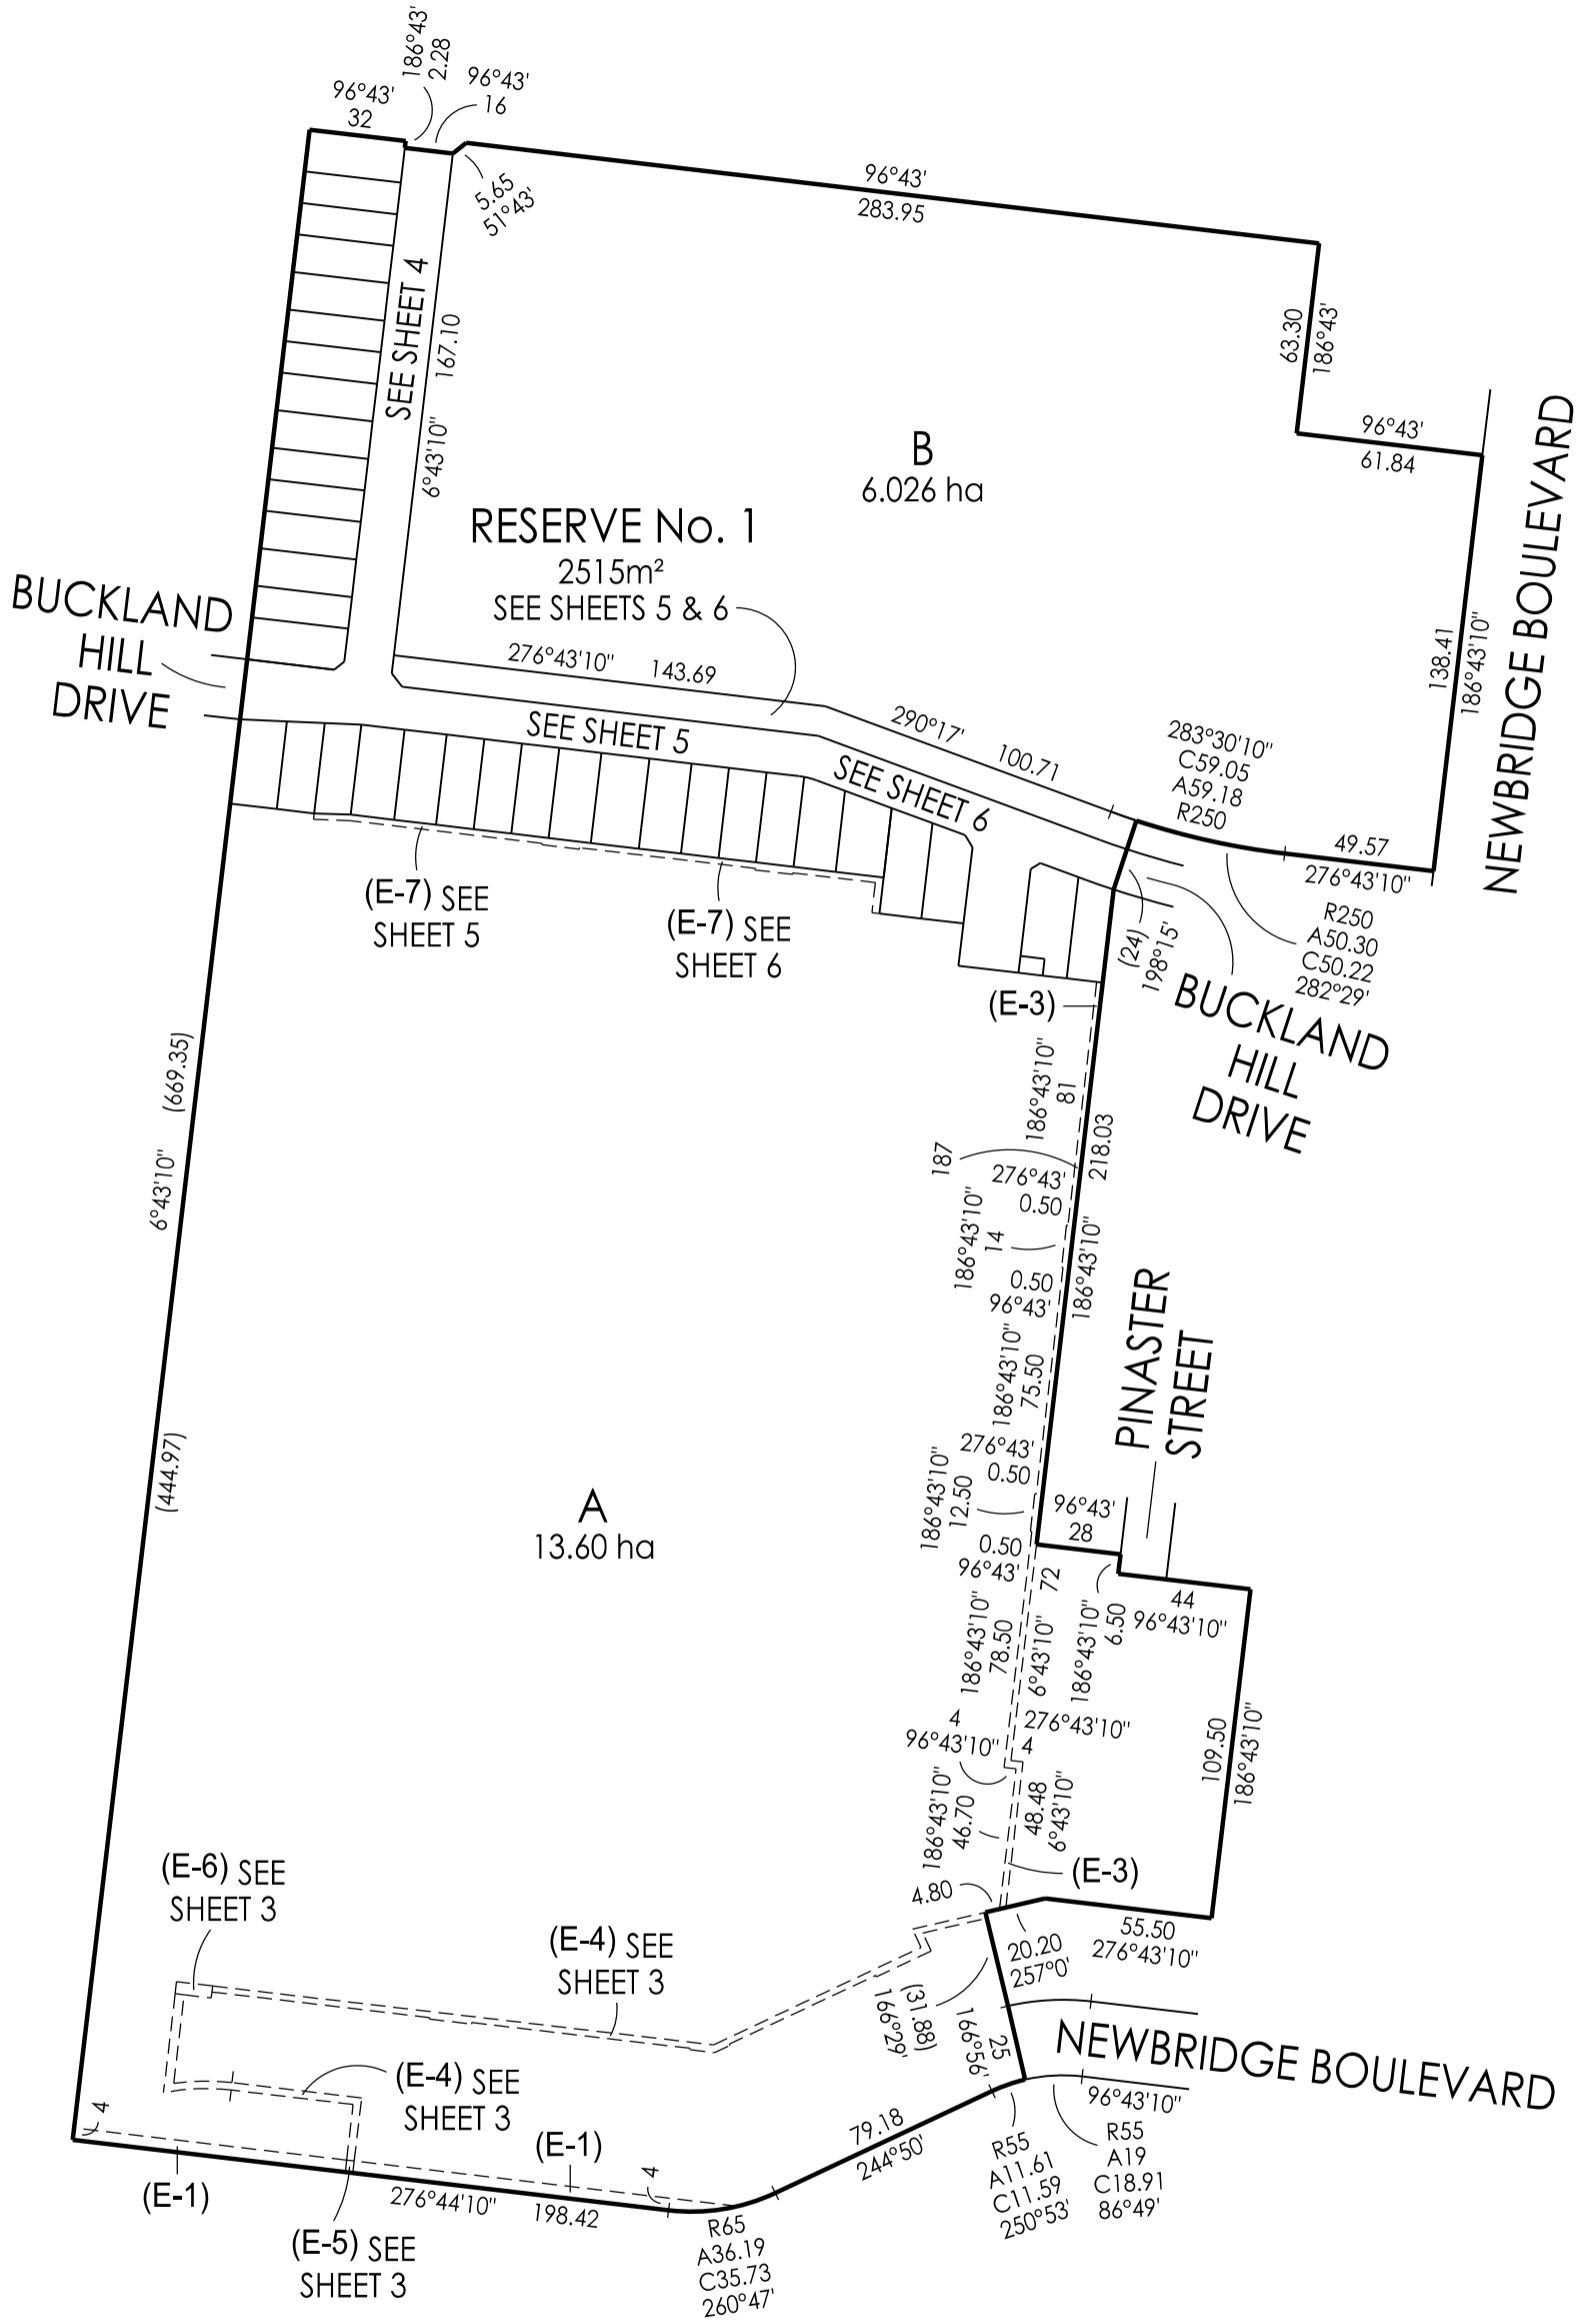 186°43'
2.28
96°43'
16
96°43'
32
5.65
51°43'
96°43'
283.95
63.30
186°43'
96°43'
61.84
NEWBRIDGE BOULEVARD
138.41
186°43'10"
SEE SHEET 4
167.10
6°43'10"
B
6.026 ha
RESERVE No. 1
2515m²
SEE SHEETS 5 & 6
BUCKLAND
HILL
DRIVE
276°43'10" 143.69
290°17' 100.71
SEE SHEET 5
SEE SHEET 6
283°30'10"
C59.05
A59.18
R250
49.57
276°43'10"
R250
A50.30
C50.22
282°29'
(24)
198°15'
BUCKLAND
HILL
DRIVE
(E-7) SEE
SHEET 5
(E-7) SEE
SHEET 6
(E-3)
186°43'10"
81
218.03
186°43'10"
187
276°43'
0.50
186°43'10"
14
0.50
96°43'
186°43'10"
75.50
276°43'
0.50
186°43'10"
12.50
0.50
96°43'
(669.35)
6°43'10"
(444.97)
A
13.60 ha
PINASTER
STREET
96°43'
28
72
6°43'10"
186°43'10"
6.50
44
96°43'10"
186°43'10"
78.50
276°43'10"
4
4
96°43'10"
109.50
186°43'10"
186°43'10"
46.70
48.48
6°43'10"
(E-3)
4.80
55.50
276°43'10"
20.20
257°0'
(31.88)
166°29'
25
166°56'
NEWBRIDGE BOULEVARD
96°43'10"
(E-6) SEE
SHEET 3
(E-4) SEE
SHEET 3
(E-4) SEE
SHEET 3
4
(E-1)
(E-1)
(E-5) SEE
SHEET 3
276°44'10" 198.42
4
R65
A36.19
C35.73
260°47'
79.18
244°50'
R55
A11.61
C11.59
250°53'
R55
A19
C18.91
86°49'